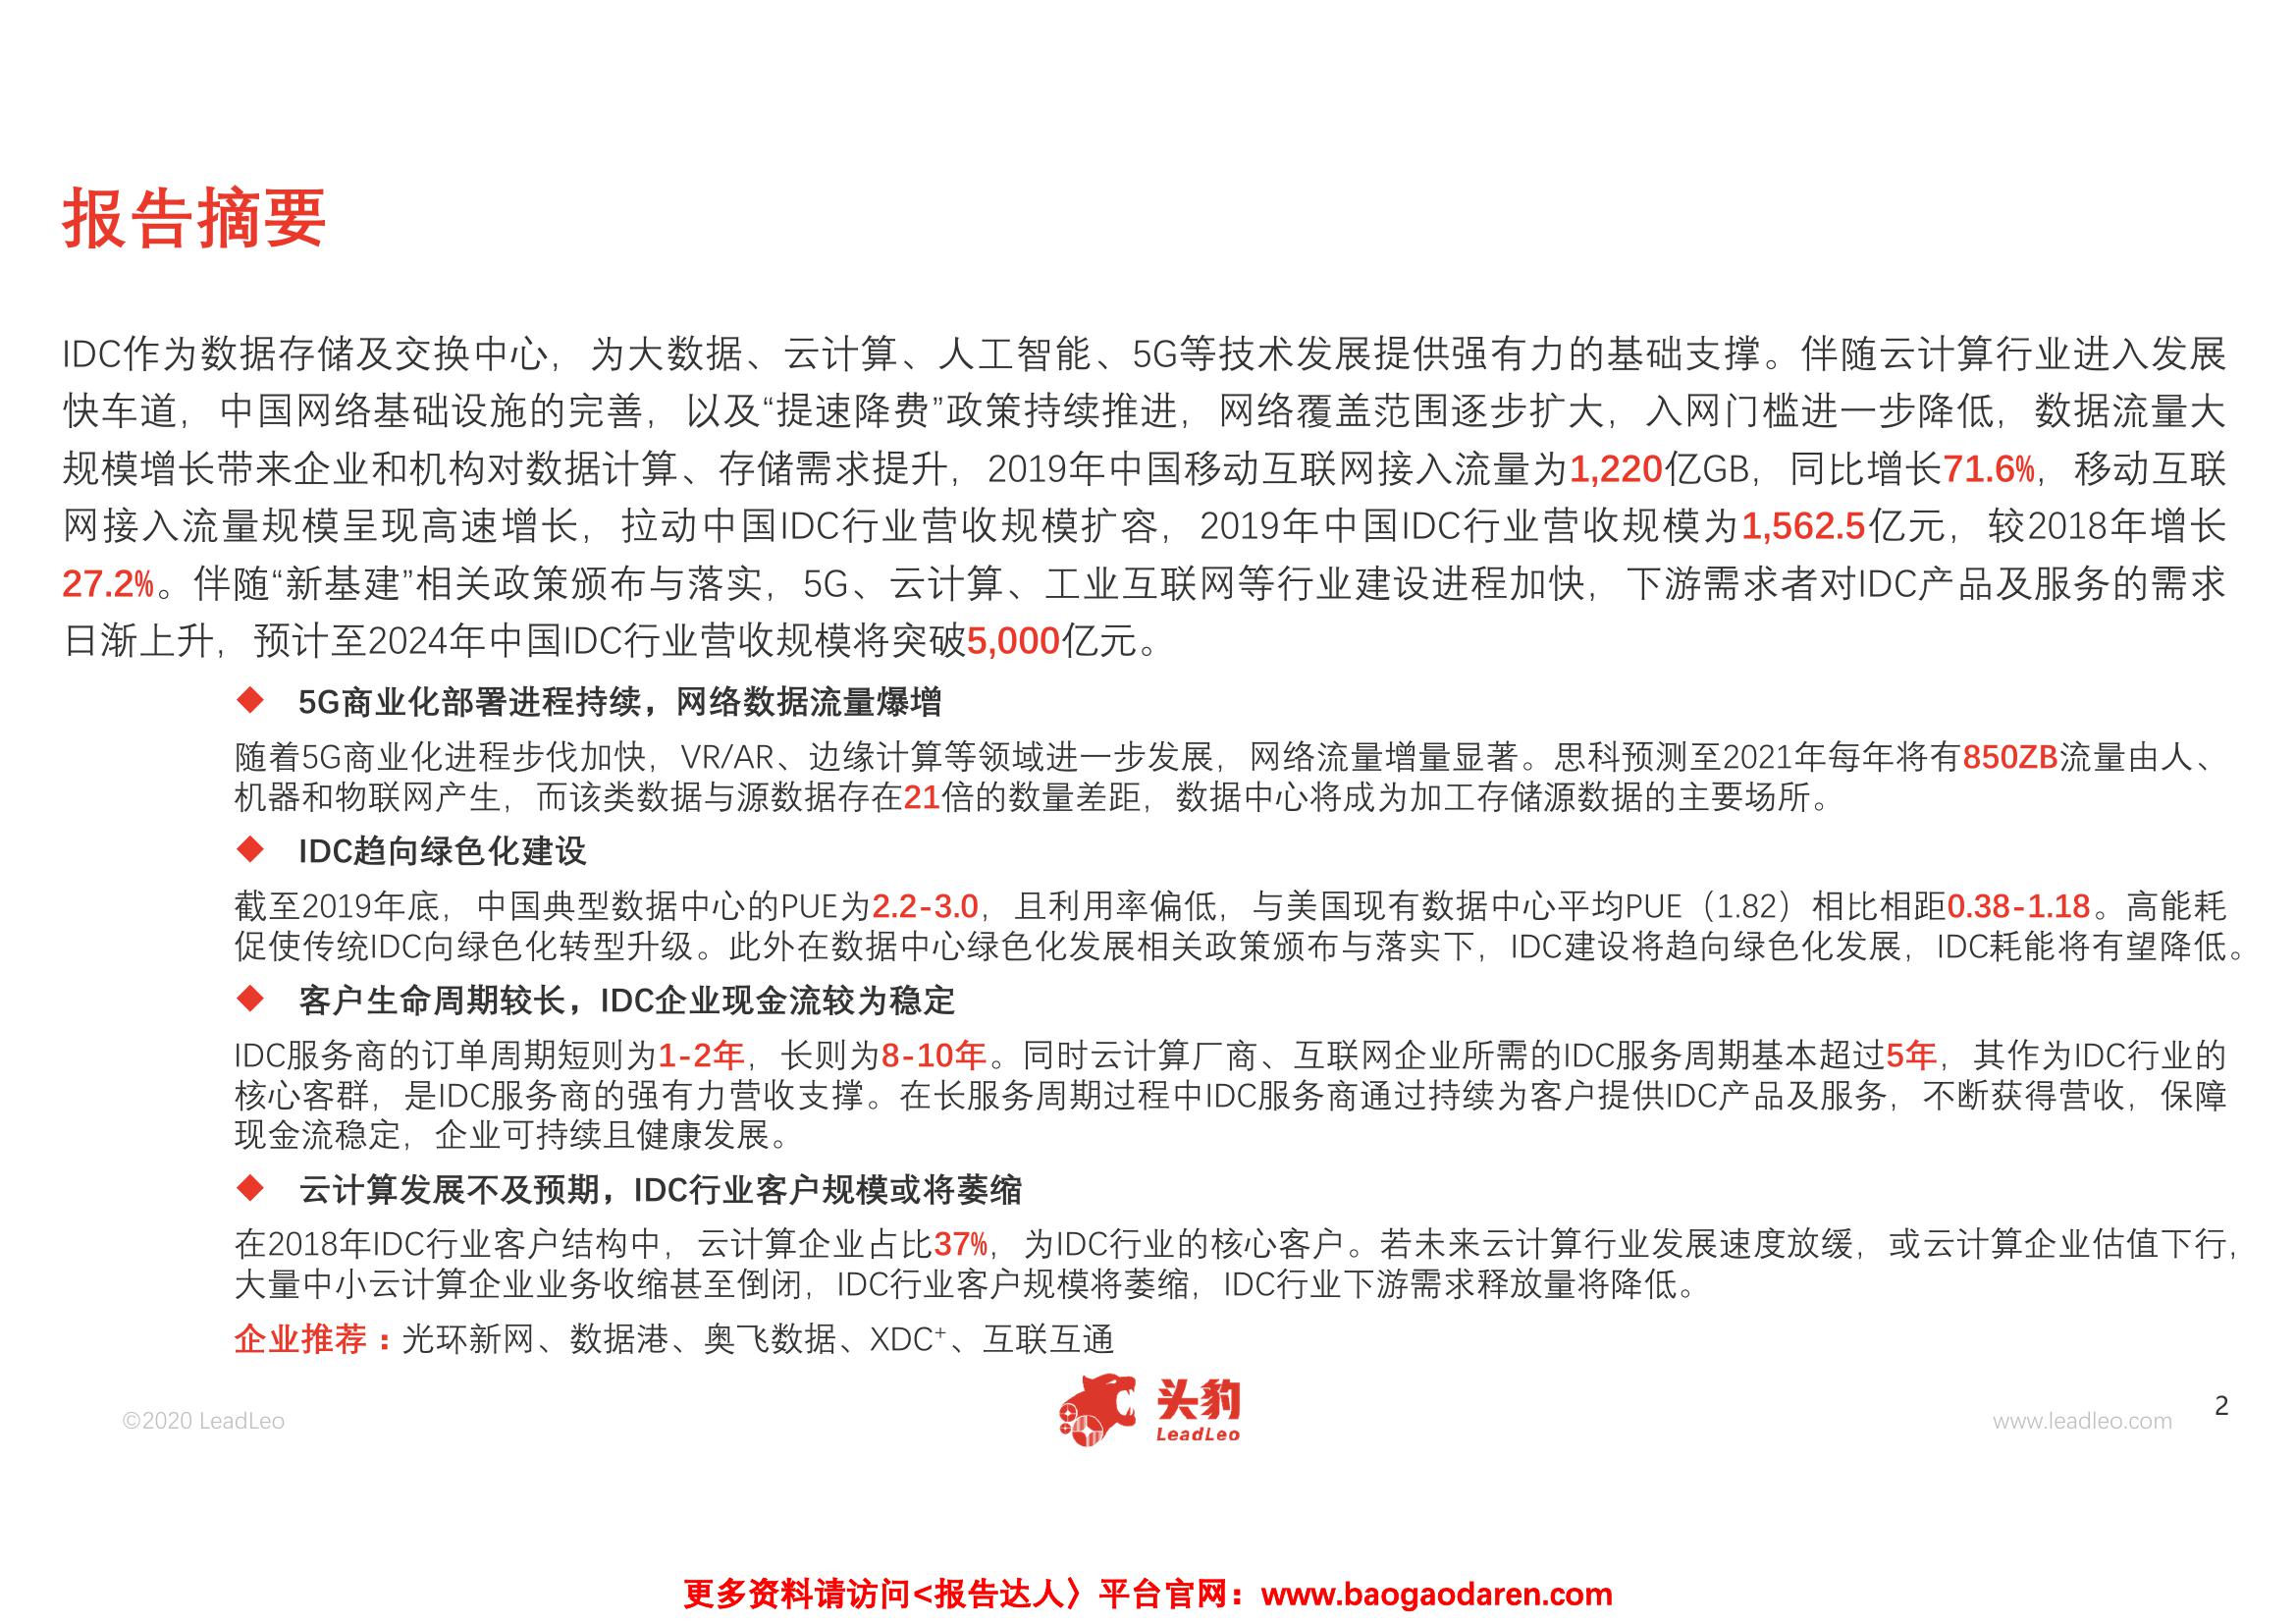 报告摘要
IDC作为数据存储及交换中心，为大数据、云计算、人工智能、5G等技术发展提供强有力的基础支撑。伴随云计算行业进入发展
快车道，中国网络基础设施的完善，以及“提速降费”政策持续推进，网络覆盖范围逐步扩大，入网门槛进一步降低，数据流量大
规模增长带来企业和机构对数据计算、存储需求提升，2019年中国移动互联网接入流量为1,220亿GB，同比增长71.6%，移动互联
网接入流量规模呈现高速增长，拉动中国IDC行业营收规模扩容，2019年中国IDC行业营收规模为1,562.5亿元，较2018年增长
27.2%。伴随“新基建”相关政策颁布与落实，5G、云计算、工业互联网等行业建设进程加快，下游需求者对IDC产品及服务的需求
日渐上升，预计至2024年中国IDC行业营收规模将突破5,000亿元。
◆ 5G商业化部署进程持续，网络数据流量爆增
随着5G商业化进程步伐加快，VR/AR、边缘计算等领域进一步发展，网络流量增量显著。思科预测至2021年每年将有850ZB流量由人、
机器和物联网产生，而该类数据与源数据存在21倍的数量差距，数据中心将成为加工存储源数据的主要场所。
◆ IDC趋向绿色化建设
截至2019年底，中国典型数据中心的PUE为2.2-3.0，且利用率偏低，与美国现有数据中心平均PUE（1.82）相比相距0.38-1.18。高能耗
促使传统IDC向绿色化转型升级。此外在数据中心绿色化发展相关政策颁布与落实下，IDC建设将趋向绿色化发展，IDC耗能将有望降低。
◆ 客户生命周期较长，IDC企业现金流较为稳定
IDC服务商的订单周期短则为1-2年，长则为8-10年。同时云计算厂商、互联网企业所需的IDC服务周期基本超过5年，其作为IDC行业的
核心客群，是IDC服务商的强有力营收支撑。在长服务周期过程中IDC服务商通过持续为客户提供IDC产品及服务，不断获得营收，保障
现金流稳定，企业可持续且健康发展。
◆ 云计算发展不及预期，IDC行业客户规模或将萎缩
在2018年IDC行业客户结构中，云计算企业占比37%，为IDC行业的核心客户。若未来云计算行业发展速度放缓，或云计算企业估值下行，
大量中小云计算企业业务收缩甚至倒闭，IDC行业客户规模将萎缩，IDC行业下游需求释放量将降低。
企业推荐：光环新网、数据港、奥飞数据、XDC⁺、互联互通
©2020 LeadLeo
头豹
LeadLeo
www.leadleo.com
2
更多资料请访问<报告达人〉平台官网：www.baogaodaren.com